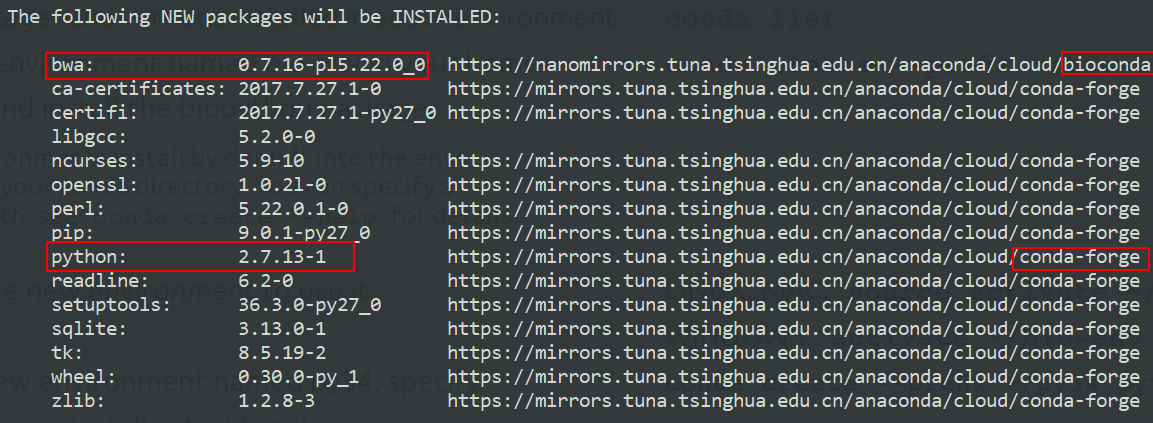 The following NEW packages will be INSTALLED:
bwa: 0.7.16-pl5.22.0_0 https://nanomirrors.tuna.tsinghua.edu.cn/anaconda/cloud/bioconda
ca-certificates: 2017.7.27.1-0 https://mirrors.tuna.tsinghua.edu.cn/anaconda/cloud/conda-forge
certifi: 2017.7.27.1-py27_0 https://mirrors.tuna.tsinghua.edu.cn/anaconda/cloud/conda-forge
libgcc: 5.2.0-0
ncurses: 5.9-10 https://mirrors.tuna.tsinghua.edu.cn/anaconda/cloud/conda-forge
openssl: 1.0.2l-0 https://mirrors.tuna.tsinghua.edu.cn/anaconda/cloud/conda-forge
perl: 5.22.0.1-0 https://mirrors.tuna.tsinghua.edu.cn/anaconda/cloud/conda-forge
pip: 9.0.1-py27_0 https://mirrors.tuna.tsinghua.edu.cn/anaconda/cloud/conda-forge
python: 2.7.13-1 https://mirrors.tuna.tsinghua.edu.cn/anaconda/cloud/conda-forge
readline: 6.2-0 https://mirrors.tuna.tsinghua.edu.cn/anaconda/cloud/conda-forge
setuptools: 36.3.0-py27_0 https://mirrors.tuna.tsinghua.edu.cn/anaconda/cloud/conda-forge
sqlite: 3.13.0-1 https://mirrors.tuna.tsinghua.edu.cn/anaconda/cloud/conda-forge
tk: 8.5.19-2 https://mirrors.tuna.tsinghua.edu.cn/anaconda/cloud/conda-forge
wheel: 0.30.0-py_1 https://mirrors.tuna.tsinghua.edu.cn/anaconda/cloud/conda-forge
zlib: 1.2.8-3 https://mirrors.tuna.tsinghua.edu.cn/anaconda/cloud/conda-forge
conda list